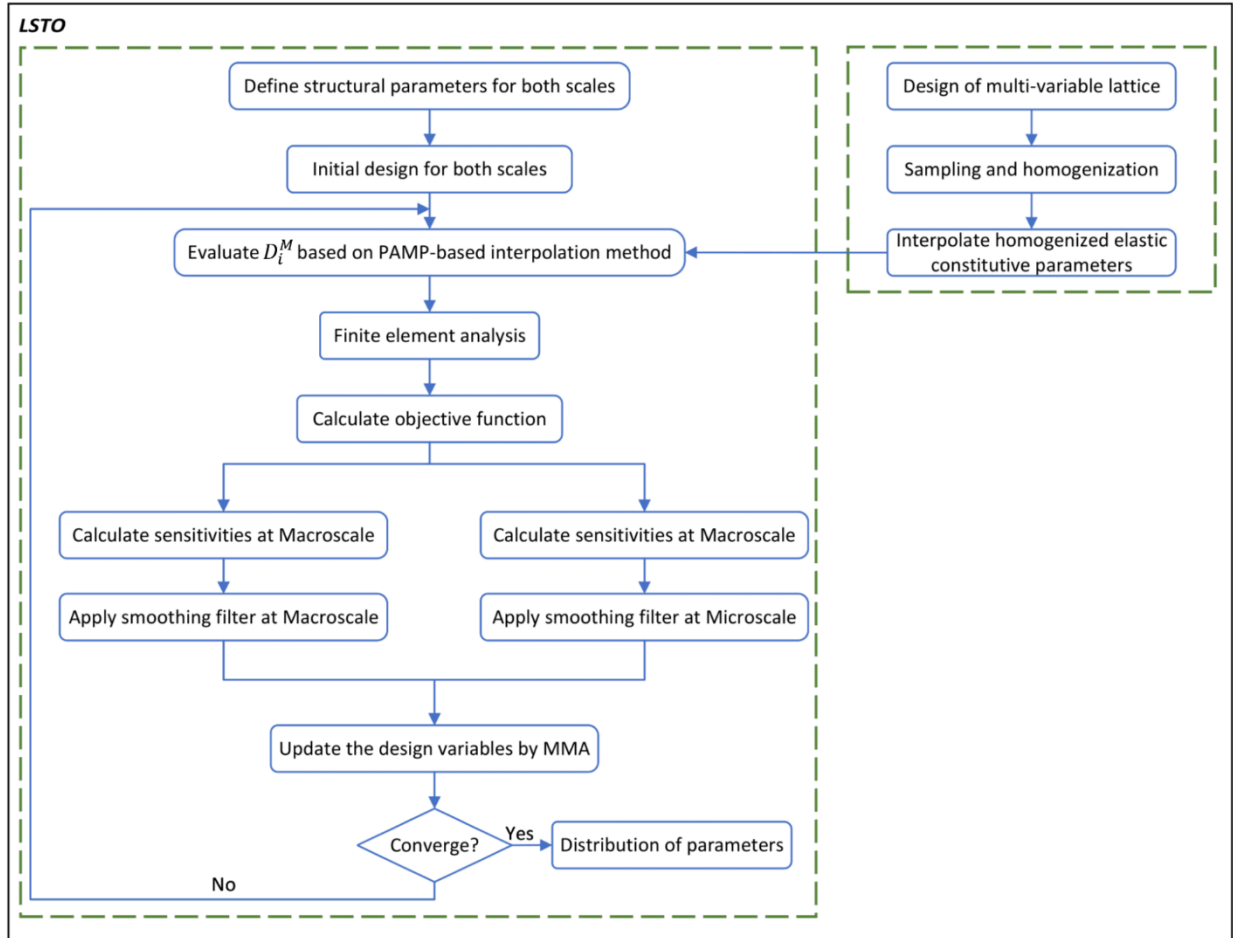 LSTO
Define structural parameters for both scales
Initial design for both scales
Evaluate $D_i^M$ based on PAMP-based interpolation method
Finite element analysis
Calculate objective function
Calculate sensitivities at Macroscale
Apply smoothing filter at Macroscale
Calculate sensitivities at Macroscale
Apply smoothing filter at Microscale
Update the design variables by MMA
Converge?
Yes
Distribution of parameters
No
Design of multi-variable lattice
Sampling and homogenization
Interpolate homogenized elastic
constitutive parameters